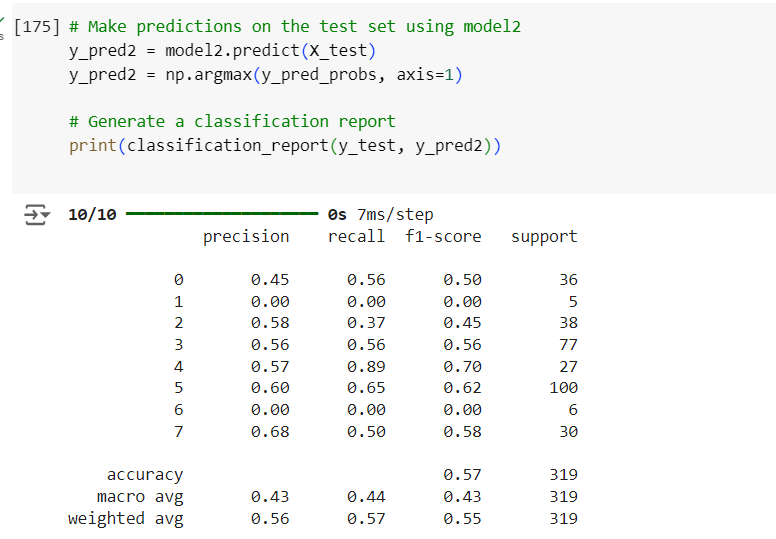 [175] # Make predictions on the test set using model2
y_pred2 = model2.predict(X_test)
y_pred2 = np.argmax(y_pred_probs, axis=1)
# Generate a classification report
print(classification_report(y_test, y_pred2))
10/10 0s 7ms/step
precision recall f1-score support
0 0.45 0.56 0.50 36
1 0.00 0.00 0.00 5
2 0.58 0.37 0.45 38
3 0.56 0.56 0.56 77
4 0.57 0.89 0.70 27
5 0.60 0.65 0.62 100
6 0.00 0.00 0.00 6
7 0.68 0.50 0.58 30
accuracy 0.57 319
macro avg 0.43 0.44 0.43 319
weighted avg 0.56 0.57 0.55 319